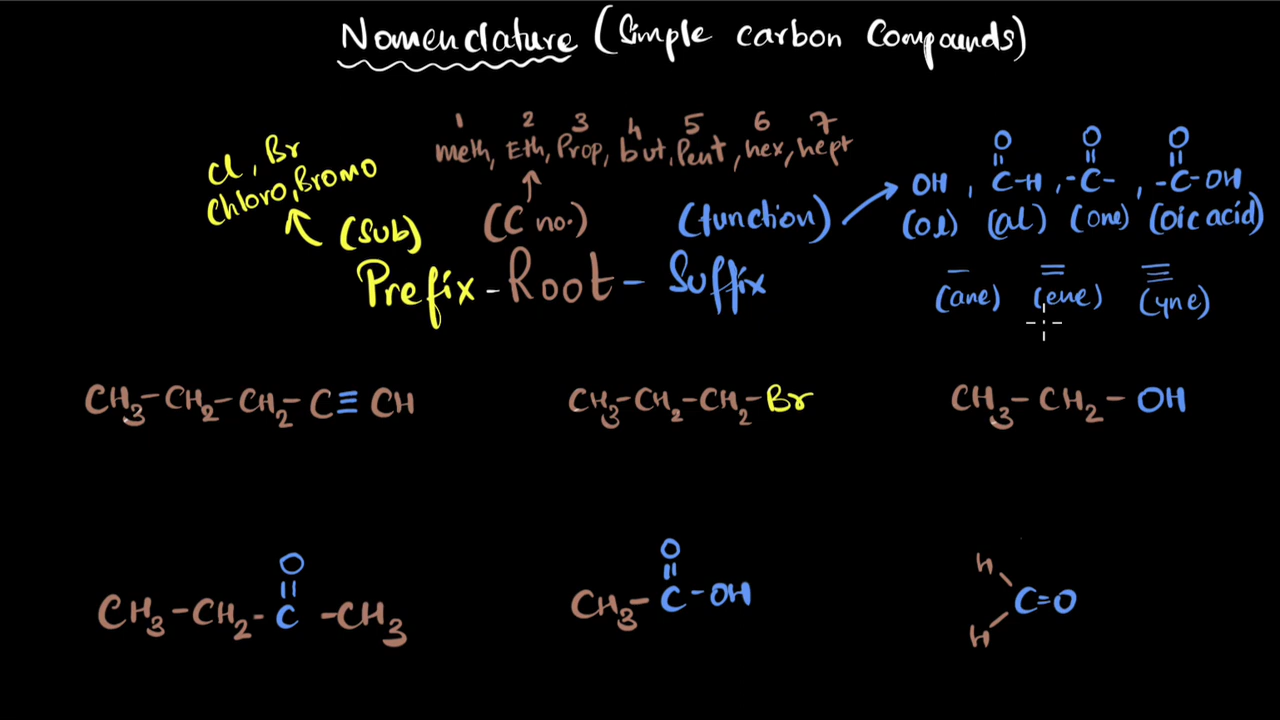 Nomenclature (Simple carbon Compounds)
1 2 3 4 5 6 7
meth, Eth, Prop, but, Pent, hex, hept
Cl, Br
Chloro, Bromo
(Sub)
(C no.)
(function)
OH, O=C-H, -C(=O)-, -C(=O)-OH
(ol) (al) (one) (oic acid)
Prefix - Root - Suffix
- = ≡
(ane) (ene) (yne)
CH₃-CH₂-CH₂-C≡CH
CH₃-CH₂-CH₂-Br
CH₃-CH₂-OH
CH₃-CH₂-C(=O)-CH₃
CH₃-C(=O)-OH
H
C=O
H